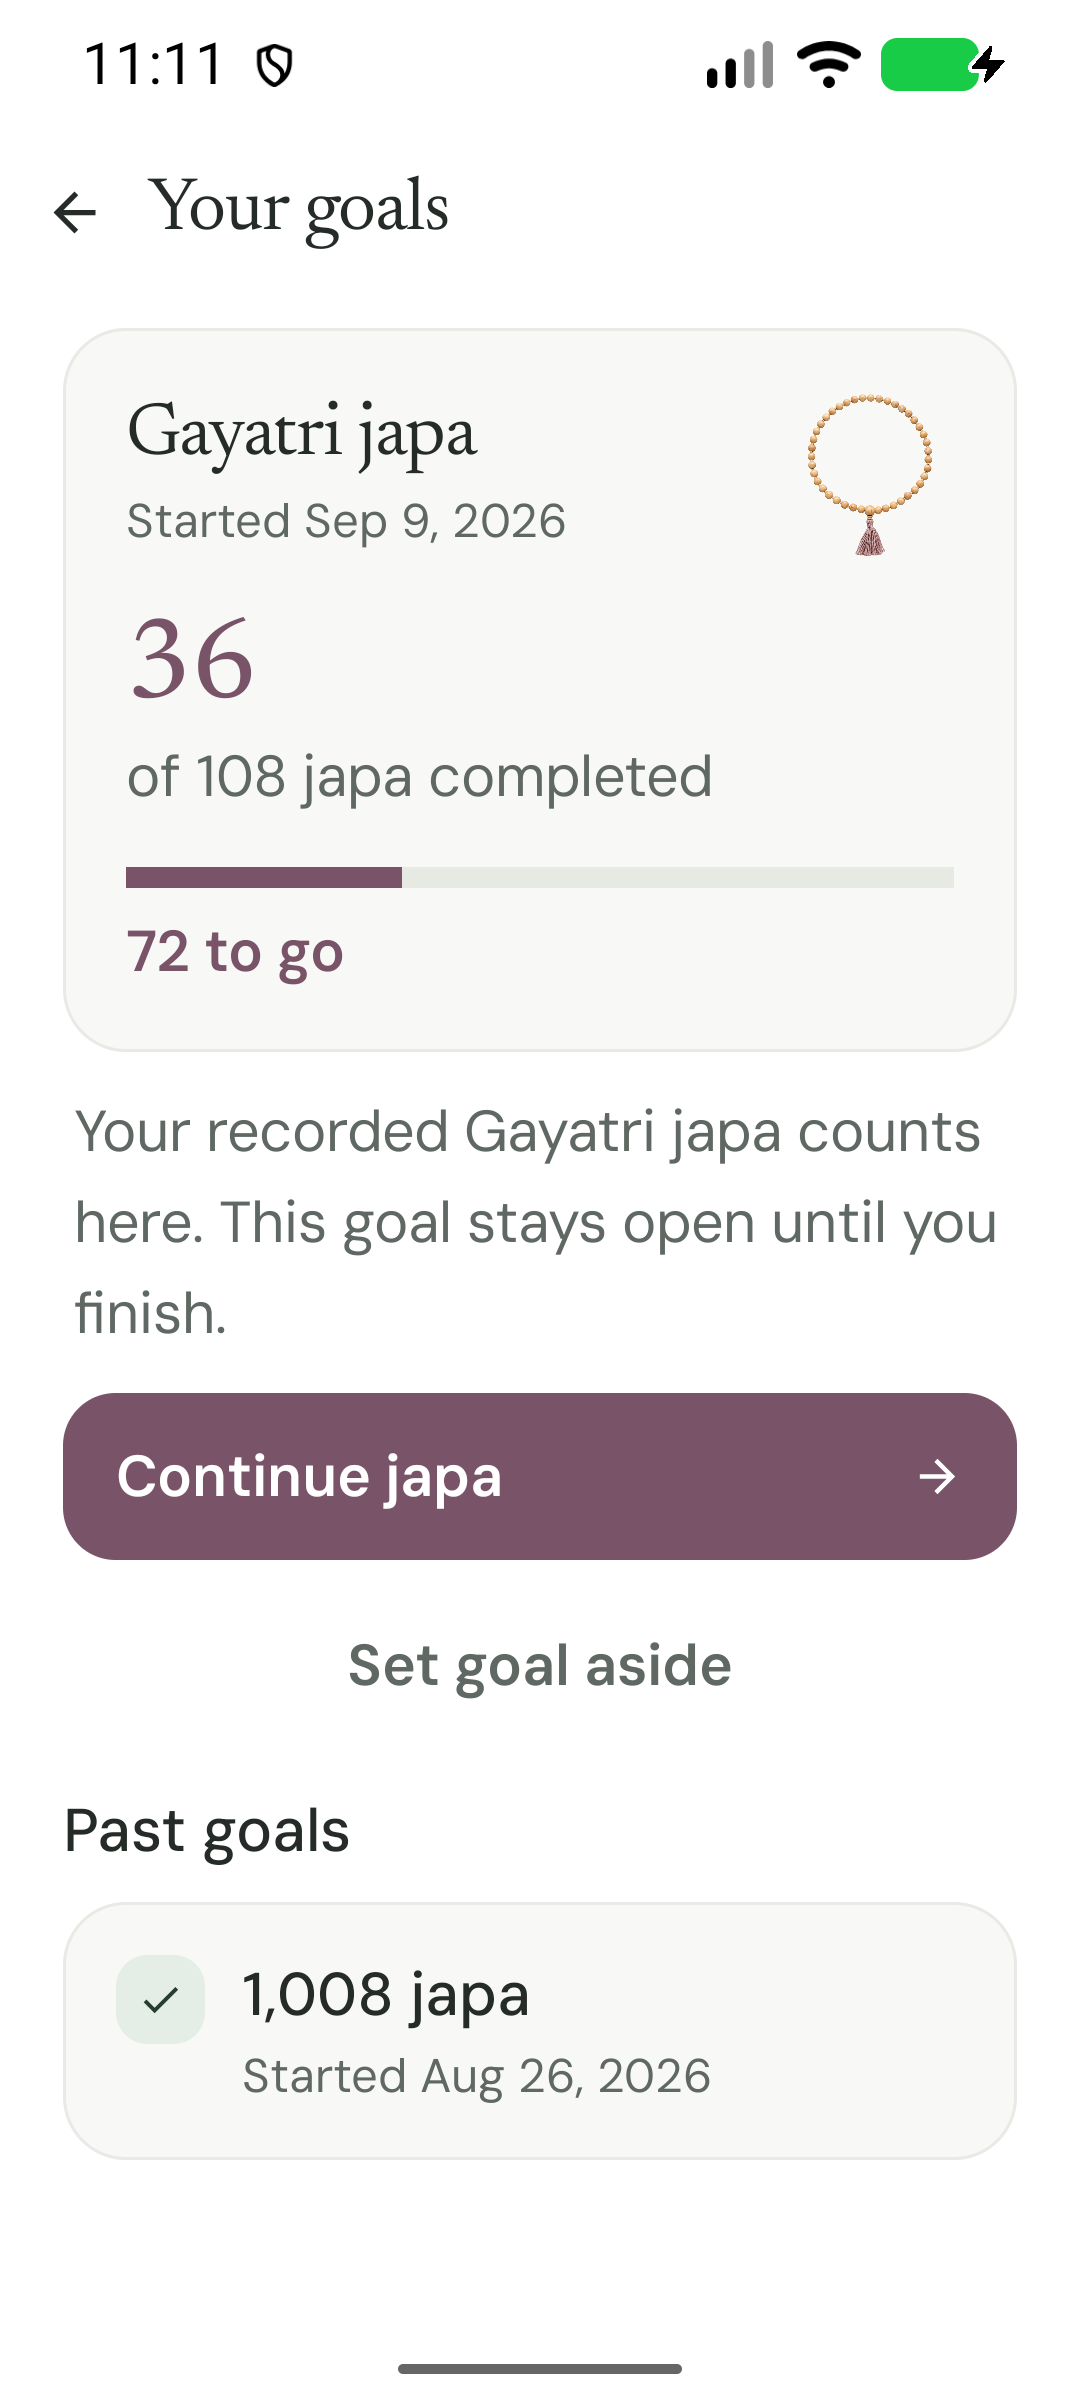 11:11
Your goals
Gayatri japa
Started Sep 9, 2026
36
of 108 japa completed
72 to go
Your recorded Gayatri japa counts
here. This goal stays open until you
finish.
Continue japa
Set goal aside
Past goals
1,008 japa
Started Aug 26, 2026